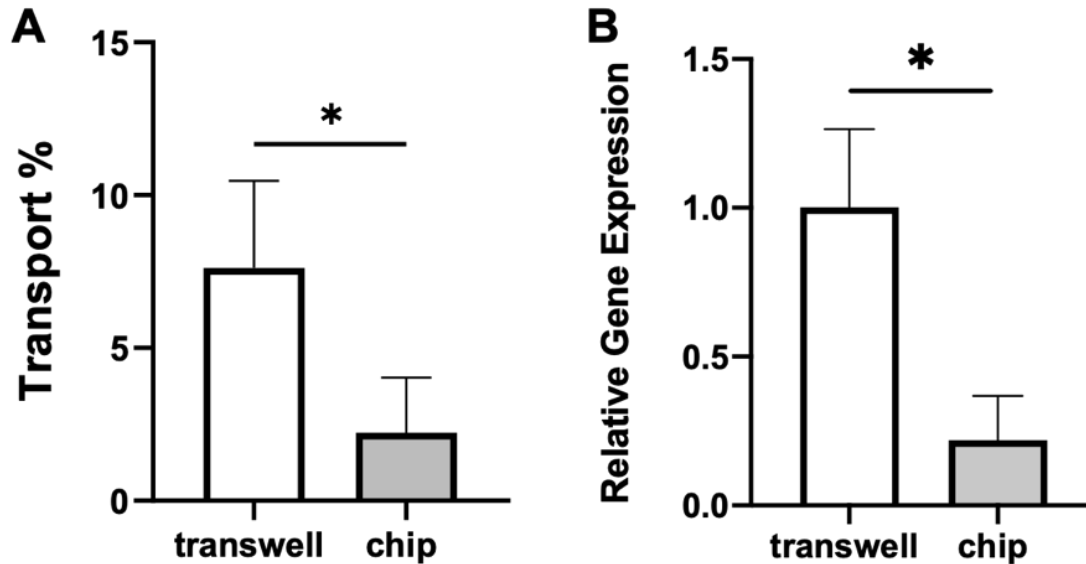 A
Transport %
15
10
5
0
*
transwell
chip
B
Relative Gene Expression
1.5
1.0
0.5
0.0
*
transwell
chip